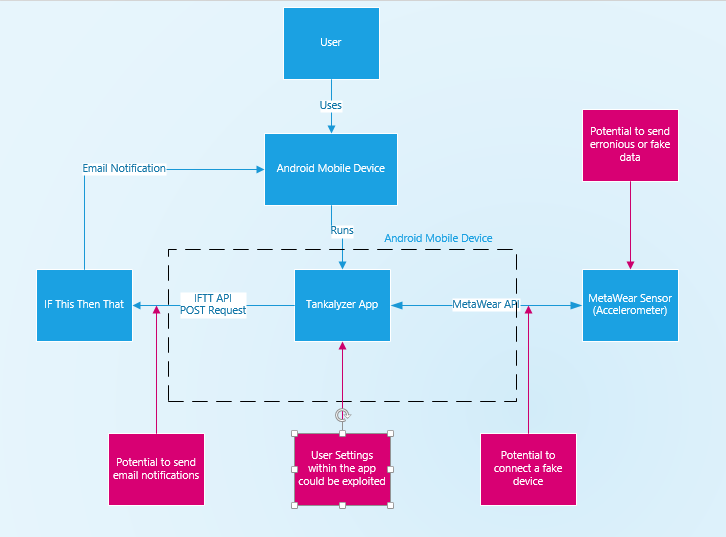 User
Uses
Potential to send
erronious or fake
data
Email Notification
Android Mobile Device
Runs
Android Mobile Device
IF This Then That
IFTT API
POST Request
Tankalyzer App
MetaWear API
MetaWear Sensor
(Accelerometer)
Potential to send
email notifications
User Settings
within the app
could be exploited
Potential to
connect a fake
device